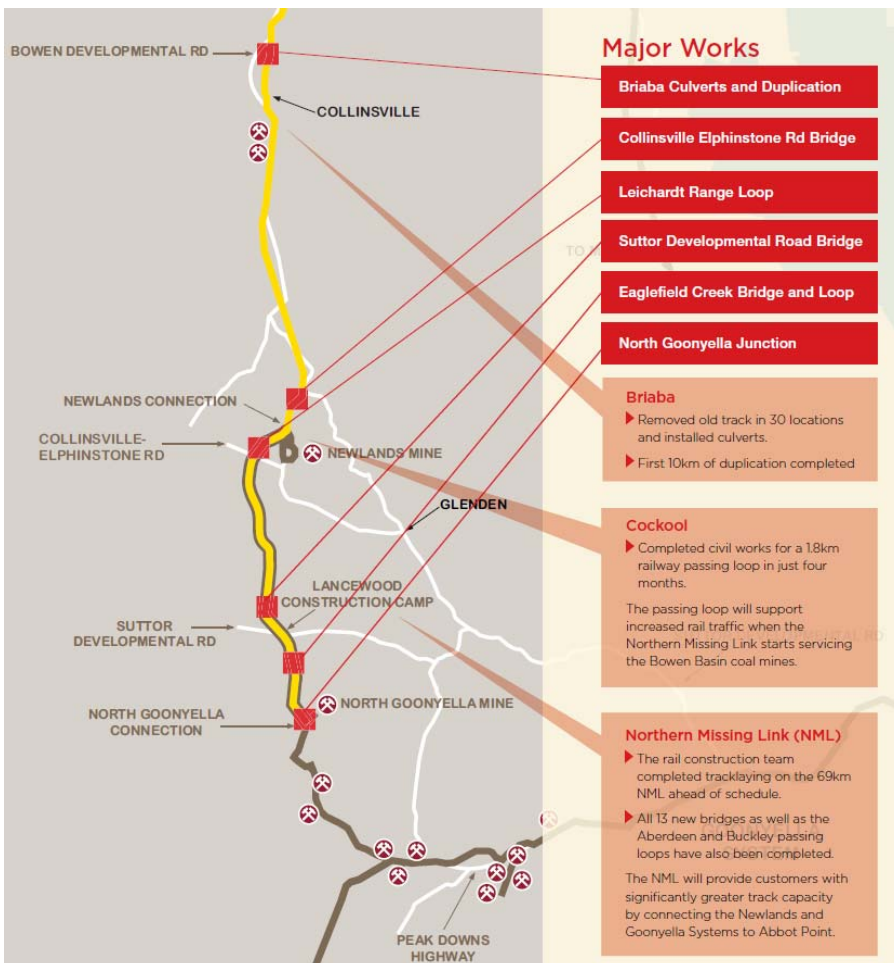 BOWEN DEVELOPMENTAL RD
COLLINSVILLE
NEWLANDS CONNECTION
COLLINSVILLE-
ELPHINSTONE RD
NEWLANDS MINE
GLENDEN
LANCEWOOD
CONSTRUCTION CAMP
SUTTOR
DEVELOPMENTAL RD
NORTH GOONYELLA MINE
NORTH GOONYELLA
CONNECTION
PEAK DOWNS
HIGHWAY
Major Works
Briaba Culverts and Duplication
Collinsville Elphinstone Rd Bridge
Leichardt Range Loop
Suttor Developmental Road Bridge
TO
Eaglefield Creek Bridge and Loop
North Goonyella Junction
Briaba
Removed old track in 30 locations
and installed culverts.
First 10km of duplication completed
Cockool
Completed civil works for a 1.8km
railway passing loop in just four
months.
The passing loop will support
increased rail traffic when the
Northern Missing Link starts servicing
the Bowen Basin coal mines.
Northern Missing Link (NML)
The rail construction team
completed tracklaying on the 69km
NML ahead of schedule.
All 13 new bridges as well as the
Aberdeen and Buckley passing
loops have also been completed.
The NML will provide customers with
significantly greater track capacity
by connecting the Newlands and
Goonyella Systems to Abbot Point.
GOONYELLA
SYSTEM